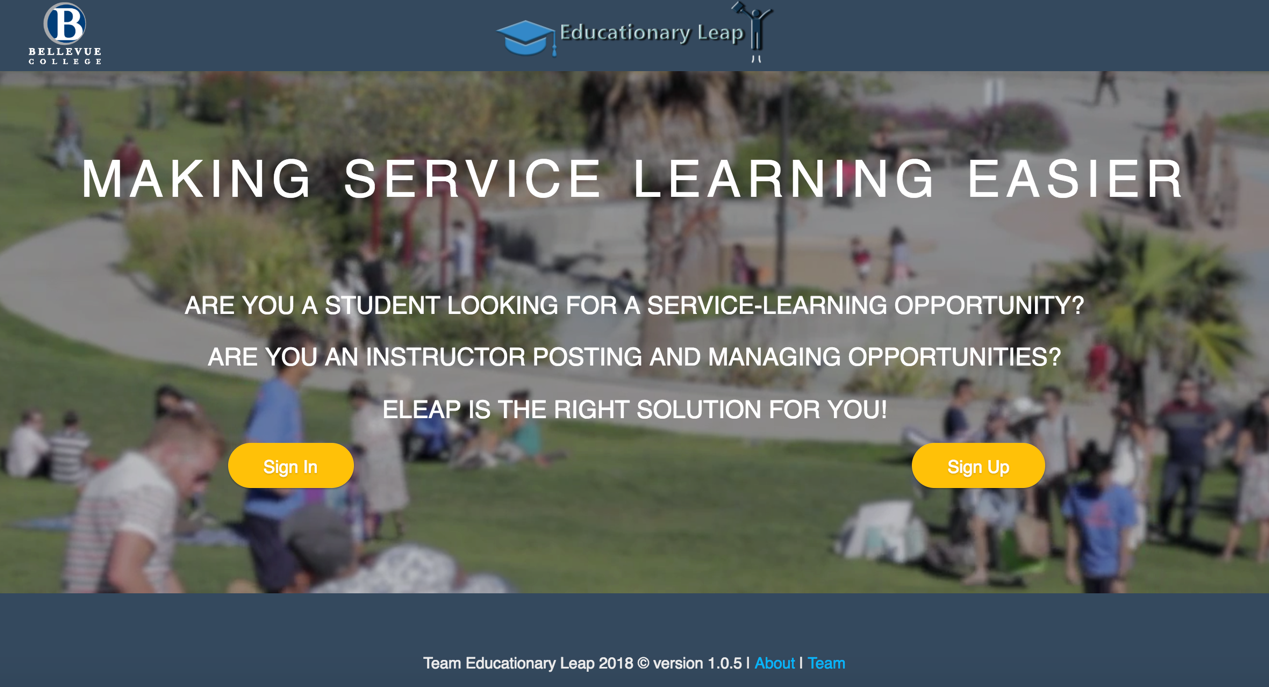 B
BELLEVUE
COLLEGE
Educationary Leap
MAKING SERVICE LEARNING EASIER
ARE YOU A STUDENT LOOKING FOR A SERVICE-LEARNING OPPORTUNITY?
ARE YOU AN INSTRUCTOR POSTING AND MANAGING OPPORTUNITIES?
ELEAP IS THE RIGHT SOLUTION FOR YOU!
Sign In
Sign Up
Team Educationary Leap 2018 © version 1.0.5 | About | Team